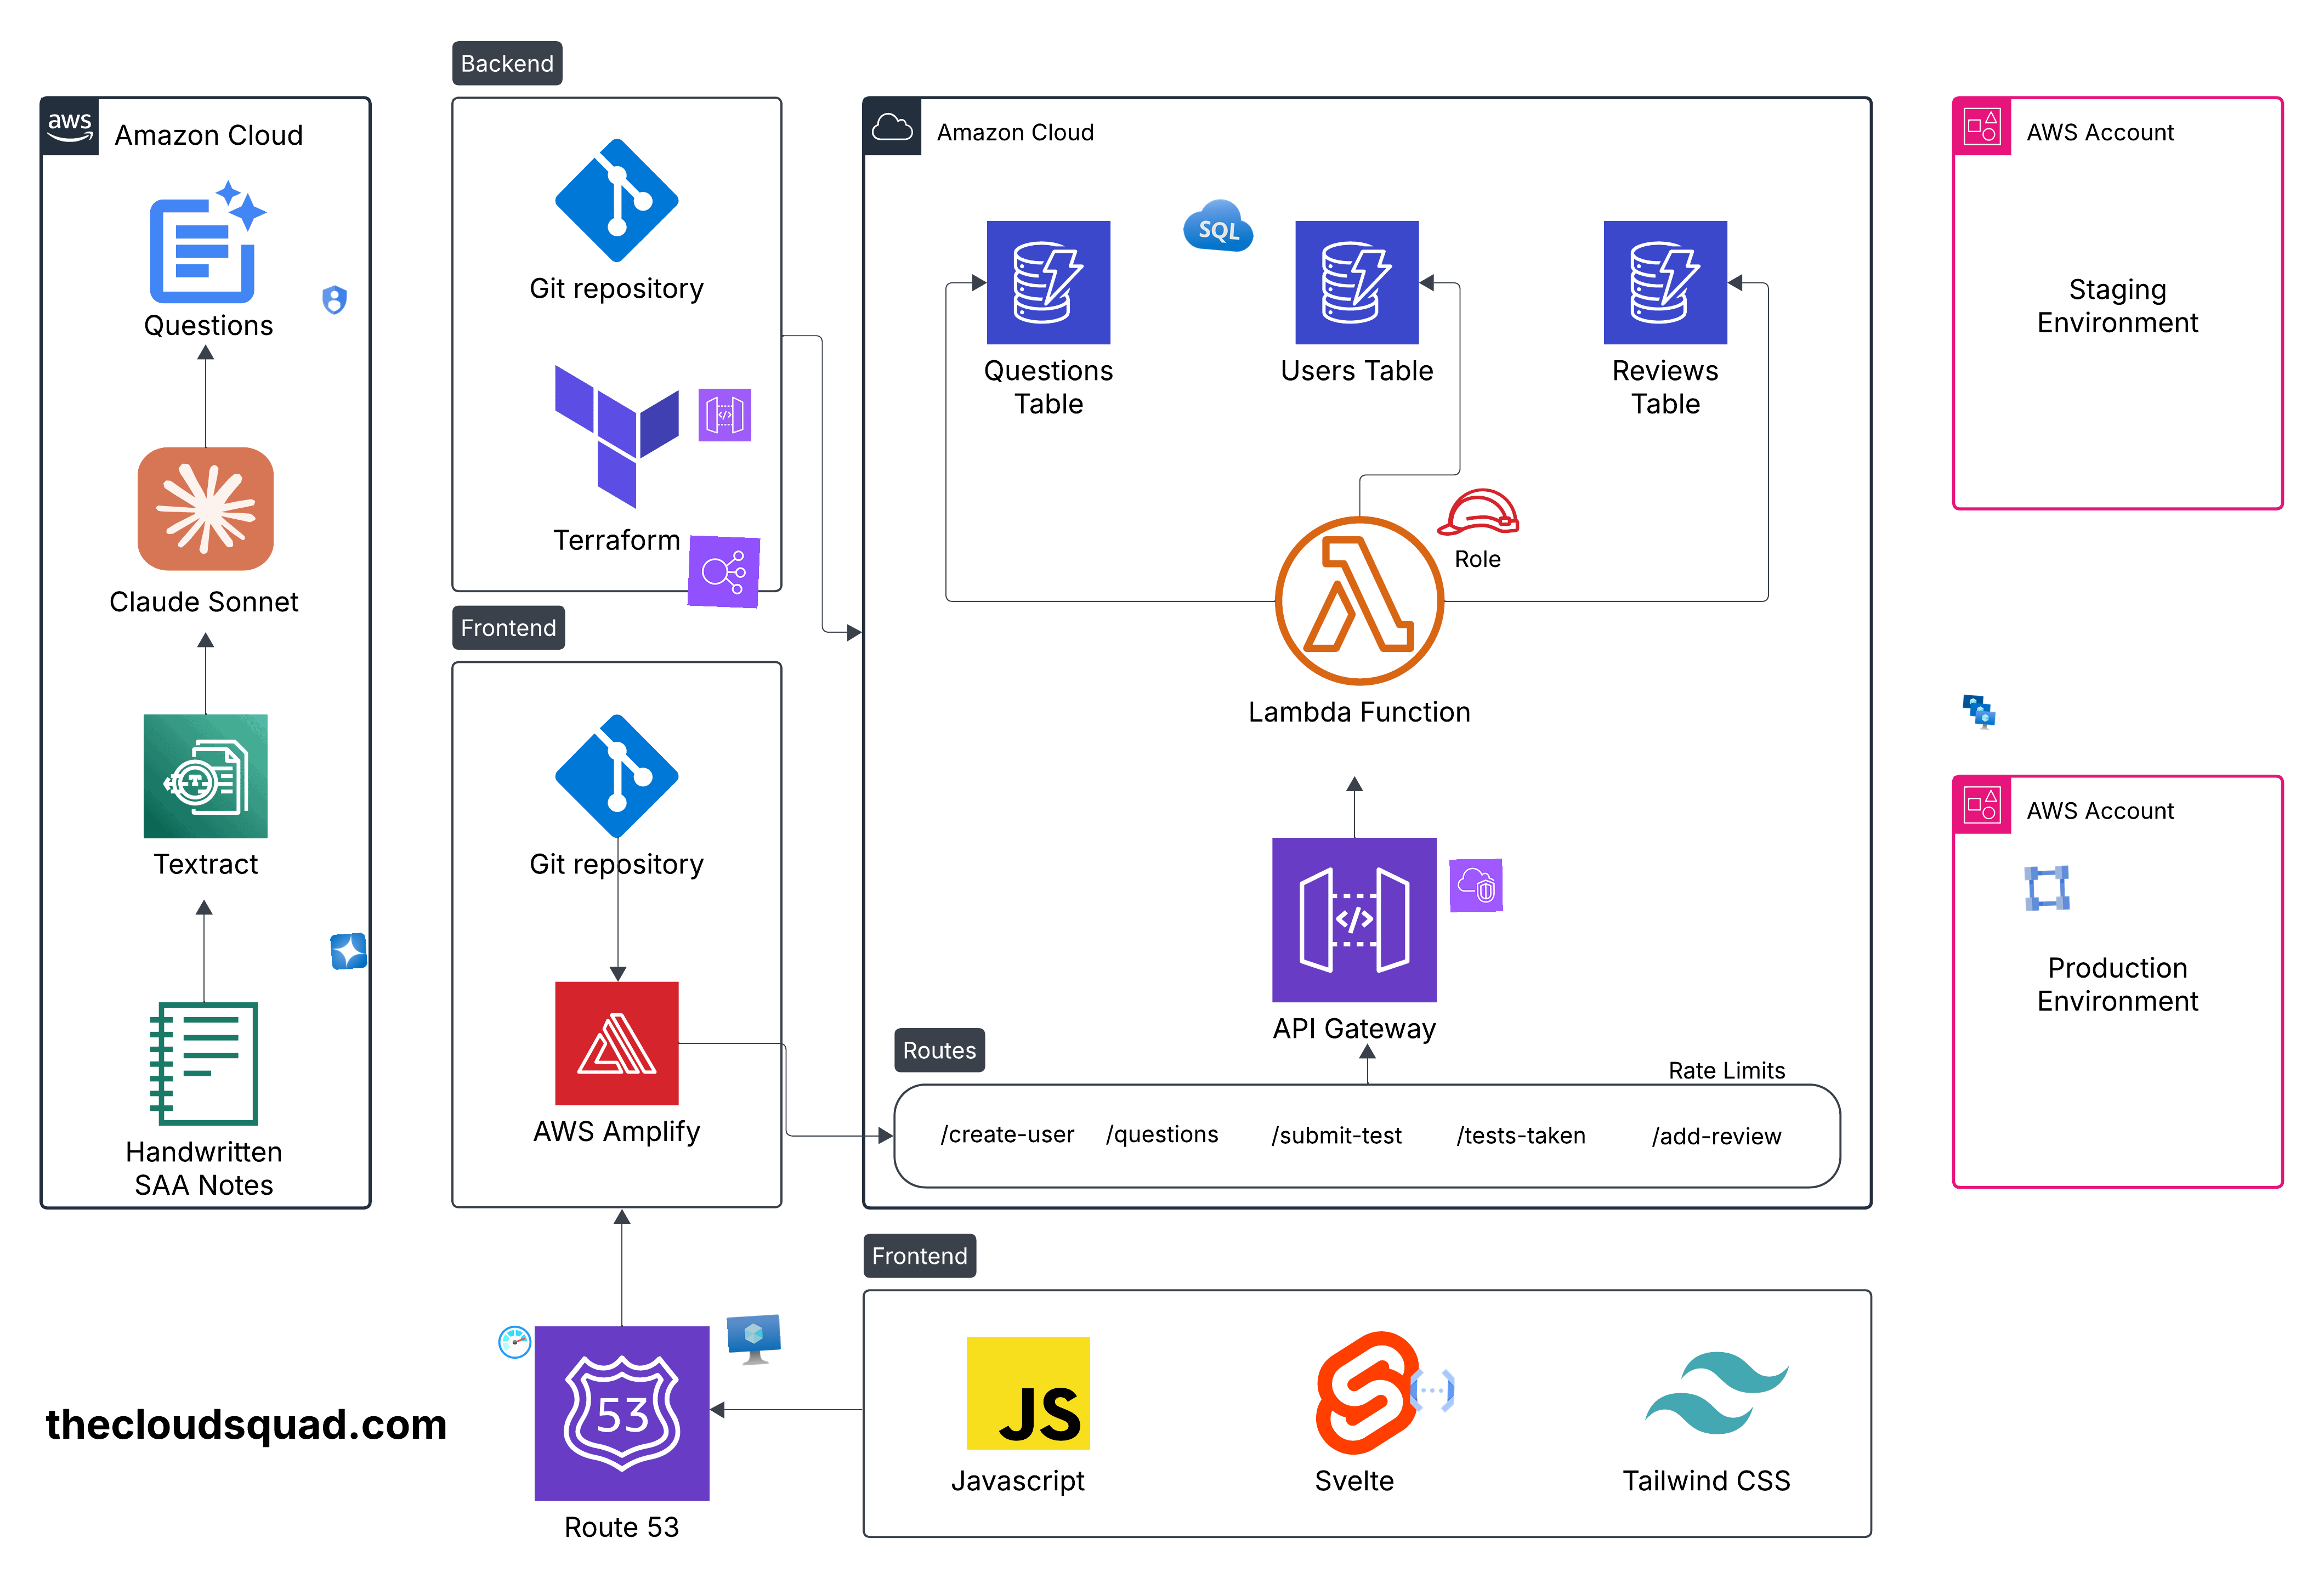 Backend
aws
Amazon Cloud
Questions
Claude Sonnet
Textract
Handwritten
SAA Notes
Git repository
Terraform
Frontend
Git repository
AWS Amplify
Amazon Cloud
SQL
Questions
Table
Users Table
Reviews
Table
Role
Lambda Function
</>
API Gateway
Routes
Rate Limits
/create-user
/questions
/submit-test
/tests-taken
/add-review
AWS Account
Staging
Environment
AWS Account
Production
Environment
thecloudsquad.com
53
Route 53
Frontend
JS
Javascript
Svelte
Tailwind CSS